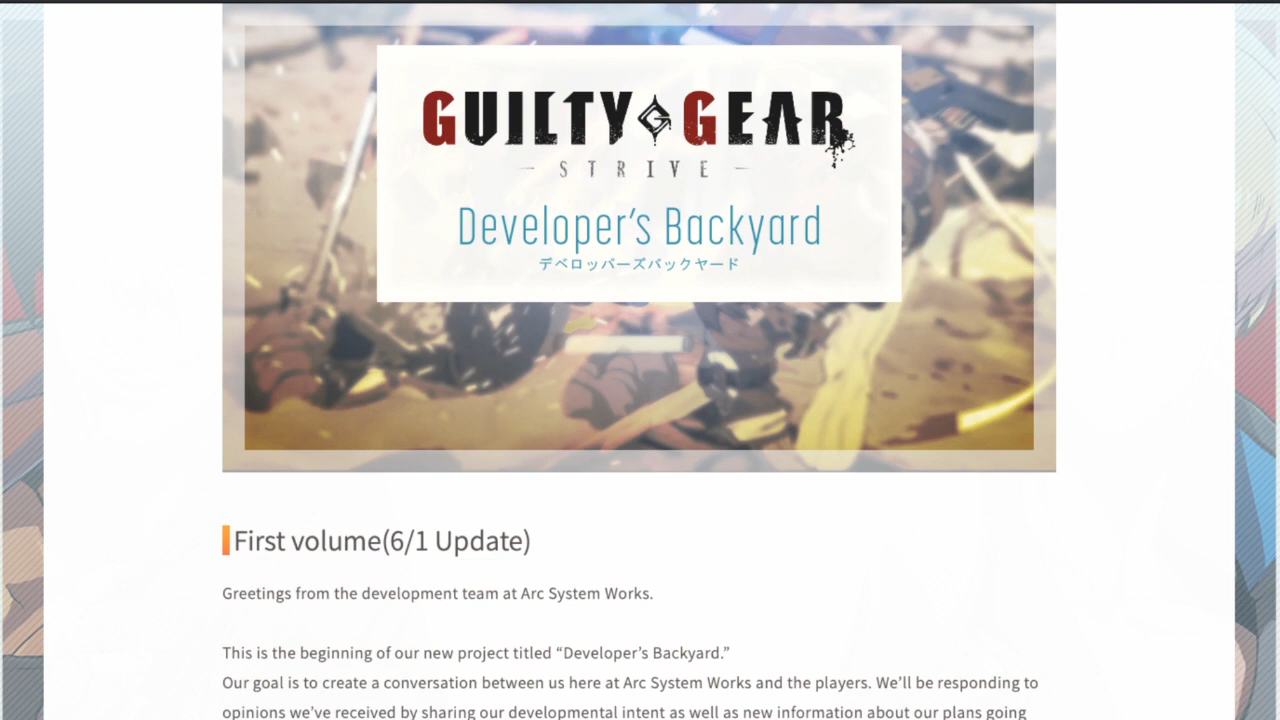 GUILTY GEAR
STRIVE
Developer's Backyard
デベロッパーズバックヤード
First volume(6/1 Update)
Greetings from the development team at Arc System Works.
This is the beginning of our new project titled “Developer’s Backyard.”
Our goal is to create a conversation between us here at Arc System Works and the players. We’ll be responding to
opinions we’ve received by sharing our developmental intent as well as new information about our plans going